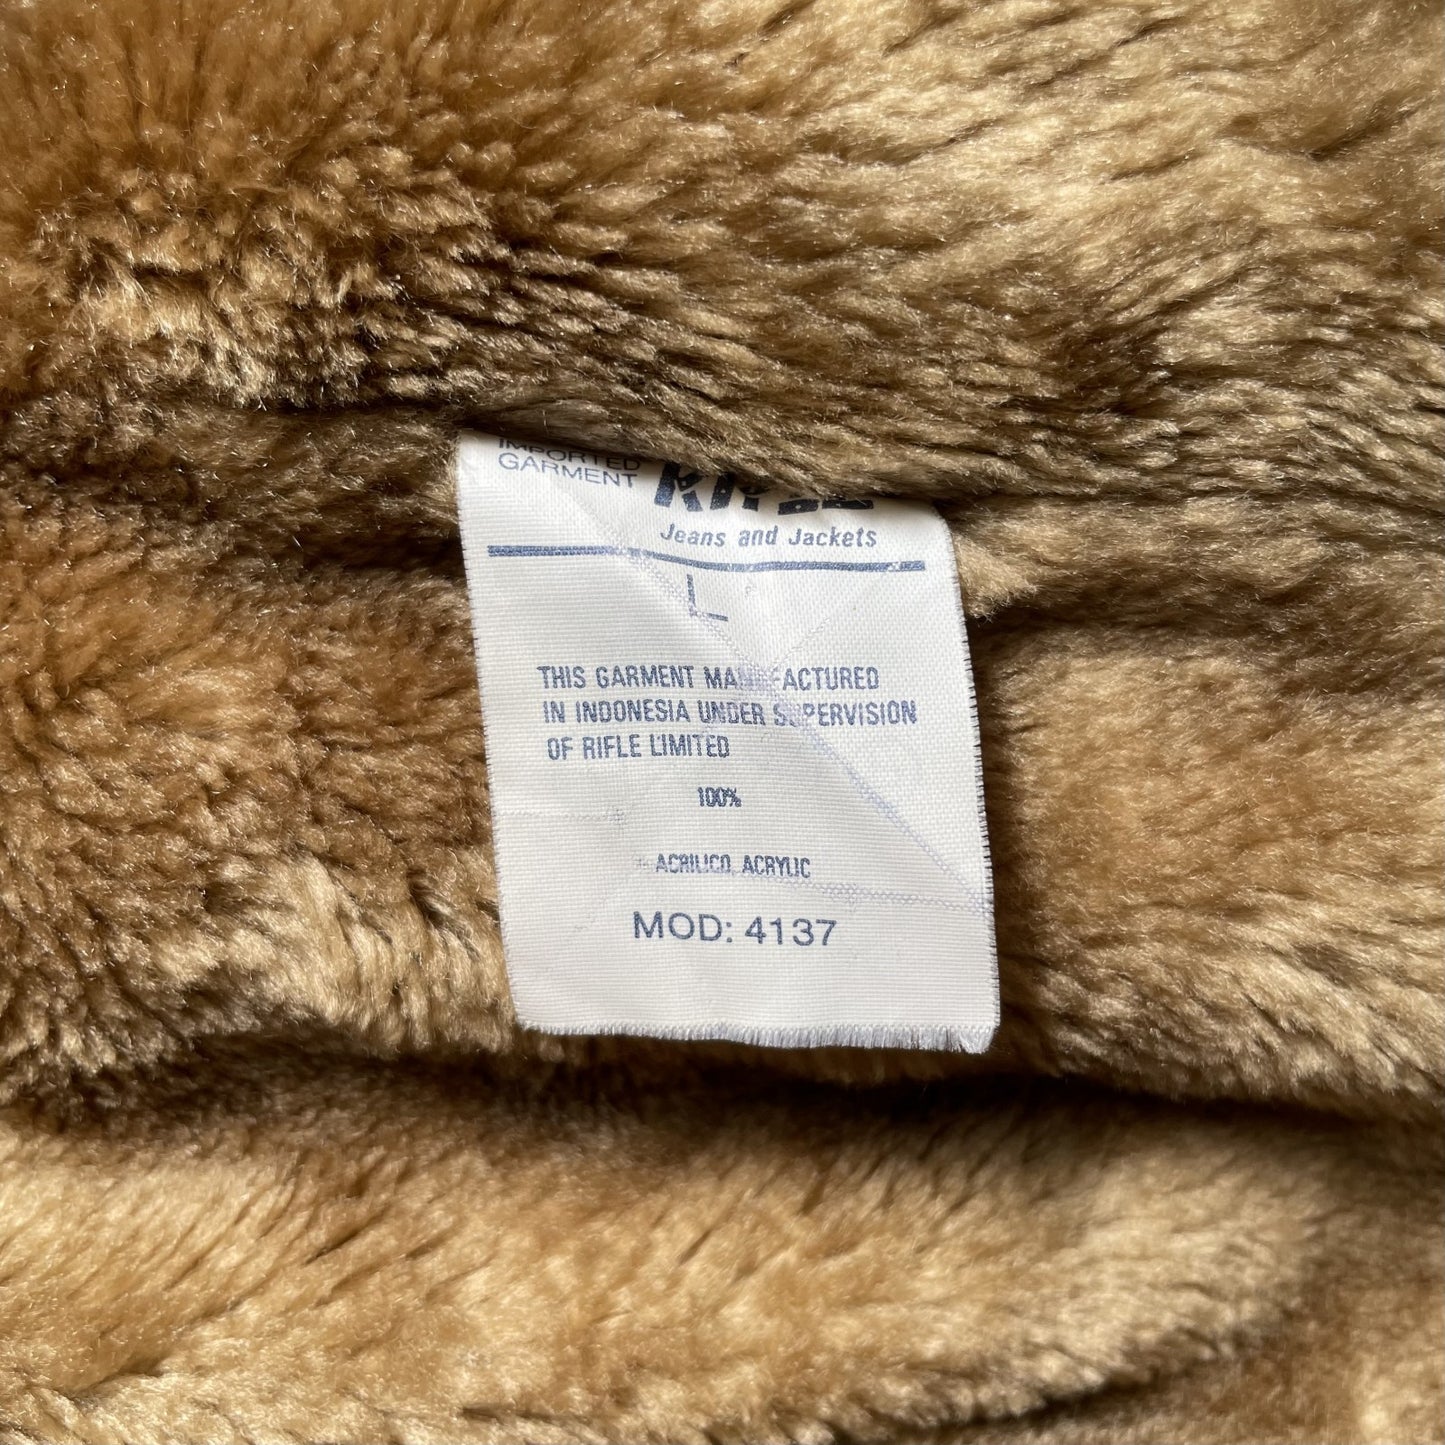 IMPORTED
GARMENT
RIFLE
Jeans and Jackets
L
THIS GARMENT MANUFACTURED
IN INDONESIA UNDER SUPERVISION
OF RIFLE LIMITED
100%
ACRILICO, ACRYLIC
MOD: 4137